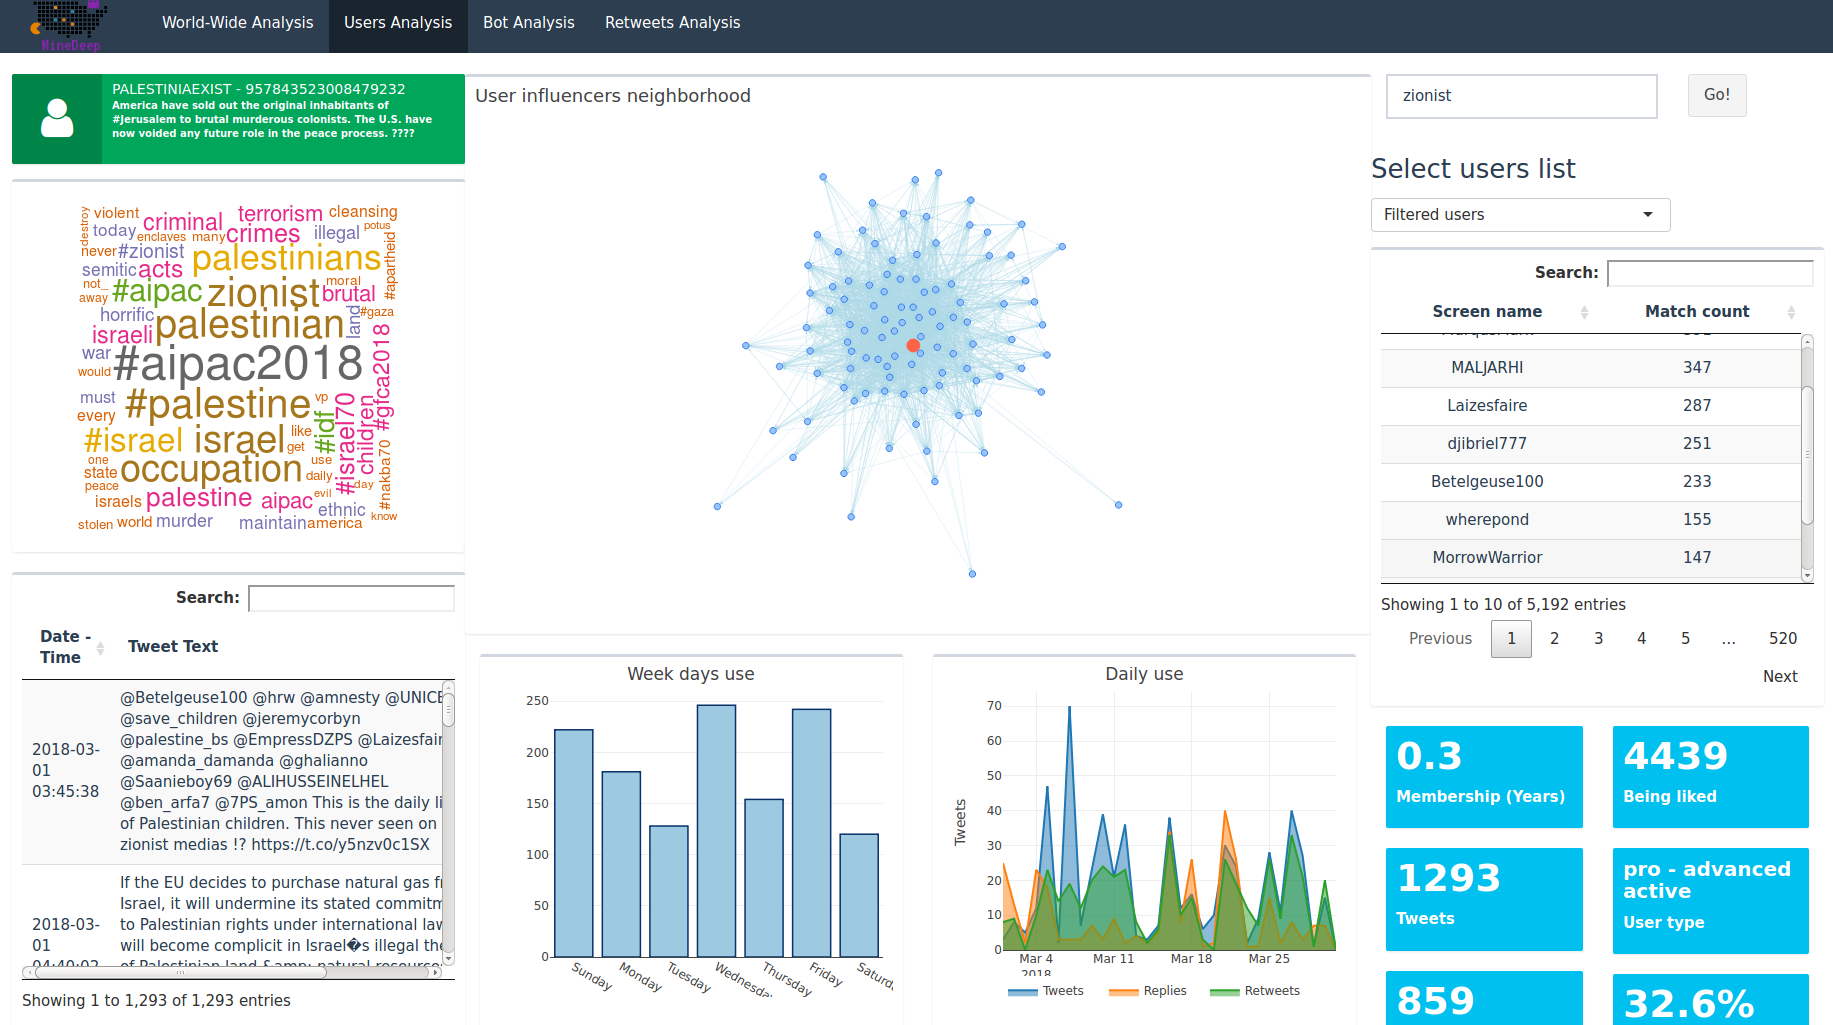 MineDeep
World-Wide Analysis
Users Analysis
Bot Analysis
Retweets Analysis
PALESTINIAEXIST - 957843523008479232
America have sold out the original inhabitants of
#Jerusalem to brutal murderous colonists. The U.S. have
now voided any future role in the peace process. ????
destroy
violent
criminal
terrorism
cleansing
today
enclaves
many
crimes
illegal
potus
never
#zionist
palestinians
#apartheid
semitic
acts
moral
not_
away
#aipac
zionist
brutal
horrific
palestinian
land
#gaza
israeli
war
would
#aipac2018
#gfca2018
must
every
#palestine
vp
#idf
#israel70
children
#israel
israel
like
get
one
state
peace
occupation
use
daily
day
#nakba70
israels
palestine
aipac
evil
ethnic
stolen
world
murder
maintain
america
know
Search:
Date -
Time
Tweet Text
2018-03-
01
03:45:38
@Betelgeuse100 @hrw @amnesty @UNICE
@save_children @jeremycorbyn
@palestine_bs @EmpressDZPS @Laizesfair
@amanda_damanda @ghalianno
@Saanieboy69 @ALIHUSSEINELHEL
@ben_arfa7 @7PS_amon This is the daily li
of Palestinian children. This never seen on
zionist medias !? https://t.co/y5nzv0c1SX
2018-03-
01
If the EU decides to purchase natural gas fr
Israel, it will undermine its stated commitm
to Palestinian rights under international law
will become complicit in Israel�s illegal the
of Palestinian land &amp; natural resource
Showing 1 to 1,293 of 1,293 entries
User influencers neighborhood
Week days use
250
200
150
100
50
0
Sunday
Monday
Tuesday
Wednesday
Thursday
Friday
Saturd
Daily use
Tweets
70
60
50
40
30
20
10
0
Mar 4
2018
Mar 11
Mar 18
Mar 25
Tweets
Replies
Retweets
zionist
Go!
Select users list
Filtered users
Search:
Screen name
Match count
MALJARHI 347
Laizesfaire 287
djibriel777 251
Betelgeuse100 233
wherepond 155
MorrowWarrior 147
Showing 1 to 10 of 5,192 entries
Previous 1 2 3 4 5 … 520
Next
0.3
Membership (Years)
4439
Being liked
1293
Tweets
pro - advanced
active
User type
859
32.6%